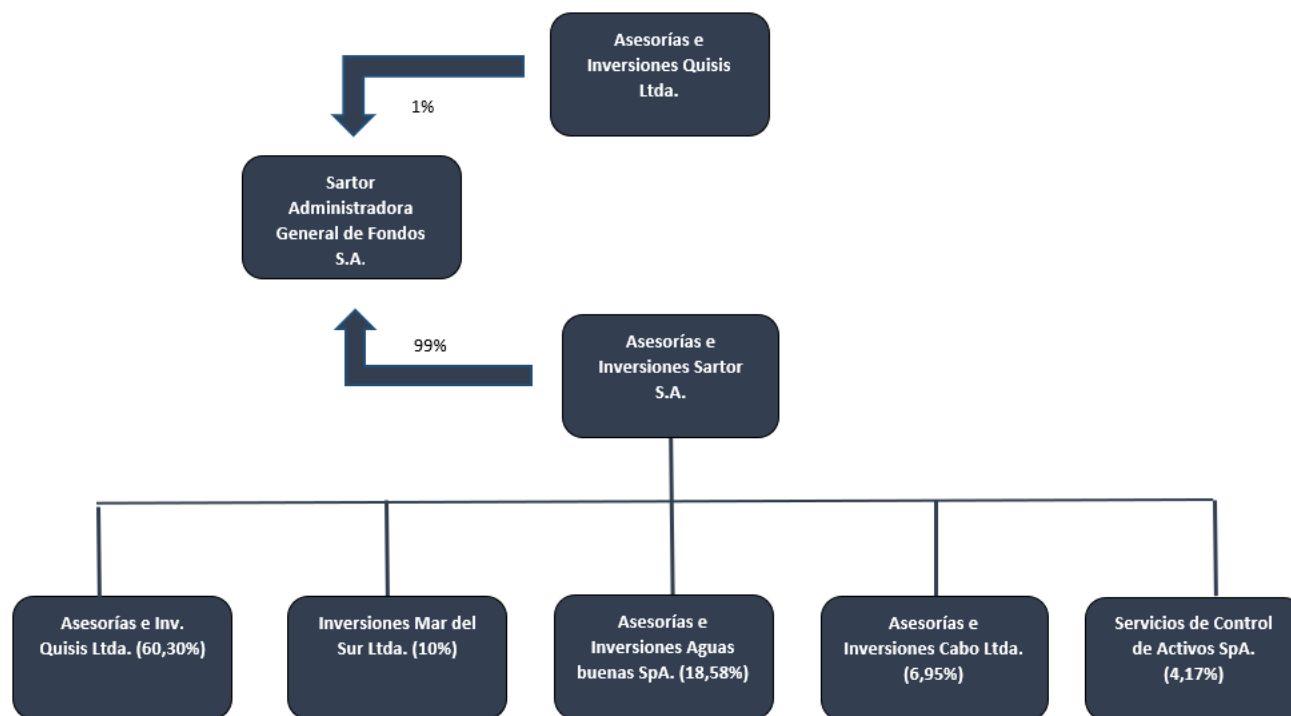 Asesorías e
Inversiones Quisis
Ltda.
1%
Sartor
Administradora
General de Fondos
S.A.
99%
Asesorías e
Inversiones Sartor
S.A.
Asesorías e Inv.
Quisis Ltda. (60,30%)
Inversiones Mar del
Sur Ltda. (10%)
Asesorías e
Inversiones Aguas
buenas SpA. (18,58%)
Asesorías e
Inversiones Cabo Ltda.
(6,95%)
Servicios de Control
de Activos SpA.
(4,17%)